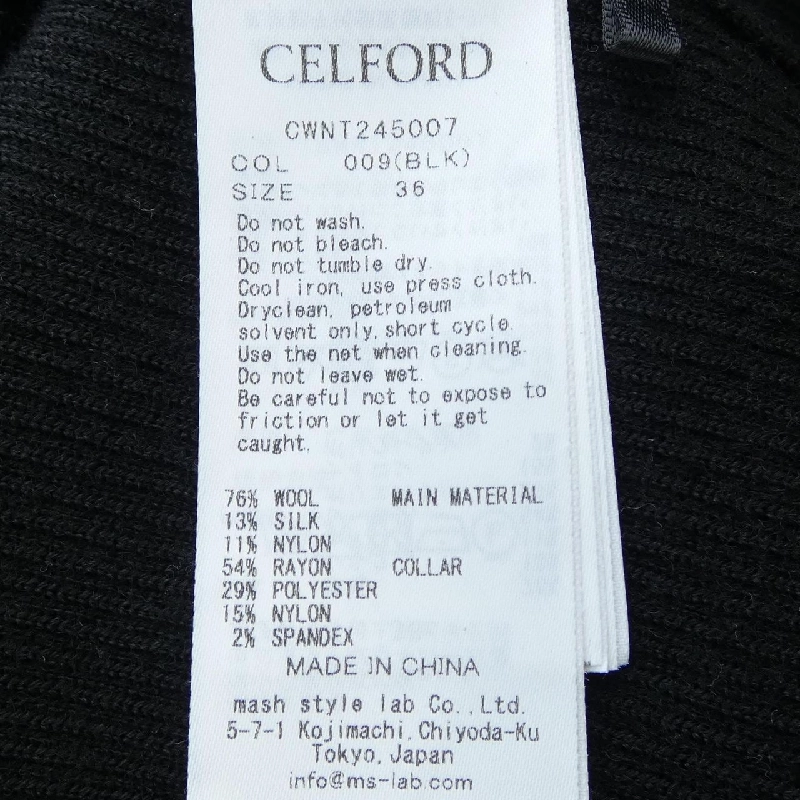 CELFORD
CWNT245007
COL 009(BLK)
SIZE 36
Do not wash.
Do not bleach.
Do not tumble dry.
Cool iron, use press cloth.
Dryclean, petroleum
solvent only, short cycle.
Use the net when cleaning.
Do not leave wet.
Be careful not to expose to
friction or let it get
caught.
76% WOOL MAIN MATERIAL
13% SILK
11% NYLON
54% RAYON COLLAR
29% POLYESTER
15% NYLON
2% SPANDEX
MADE IN CHINA
mash style lab Co.,Ltd.
5-7-1 Kojimachi,Chiyoda-Ku
Tokyo,Japan
info@ms-lab.com